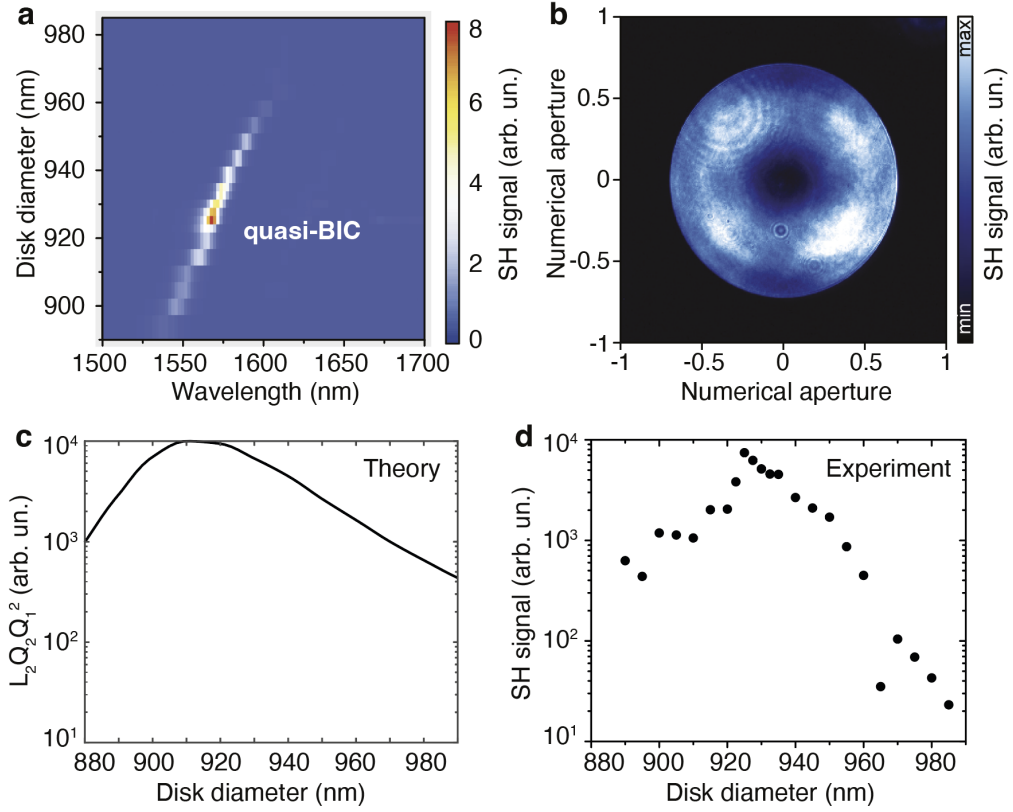 a
980
960
940
920
900
Disk diameter (nm)
quasi-BIC
1500 1550 1600 1650 1700
Wavelength (nm)
8
6
4
2
0
SH signal (arb. un.)
b
1
0.5
0
-0.5
-1
Numerical aperture
-1 -0.5 0 0.5 1
Numerical aperture
max
min
SH signal (arb. un.)
c
10⁴
10³
10²
10¹
L₂Q₂Q₁² (arb. un.)
Theory
880 900 920 940 960 980
Disk diameter (nm)
d
10⁴
10³
10²
10¹
SH signal (arb. un.)
Experiment
880 900 920 940 960 980
Disk diameter (nm)